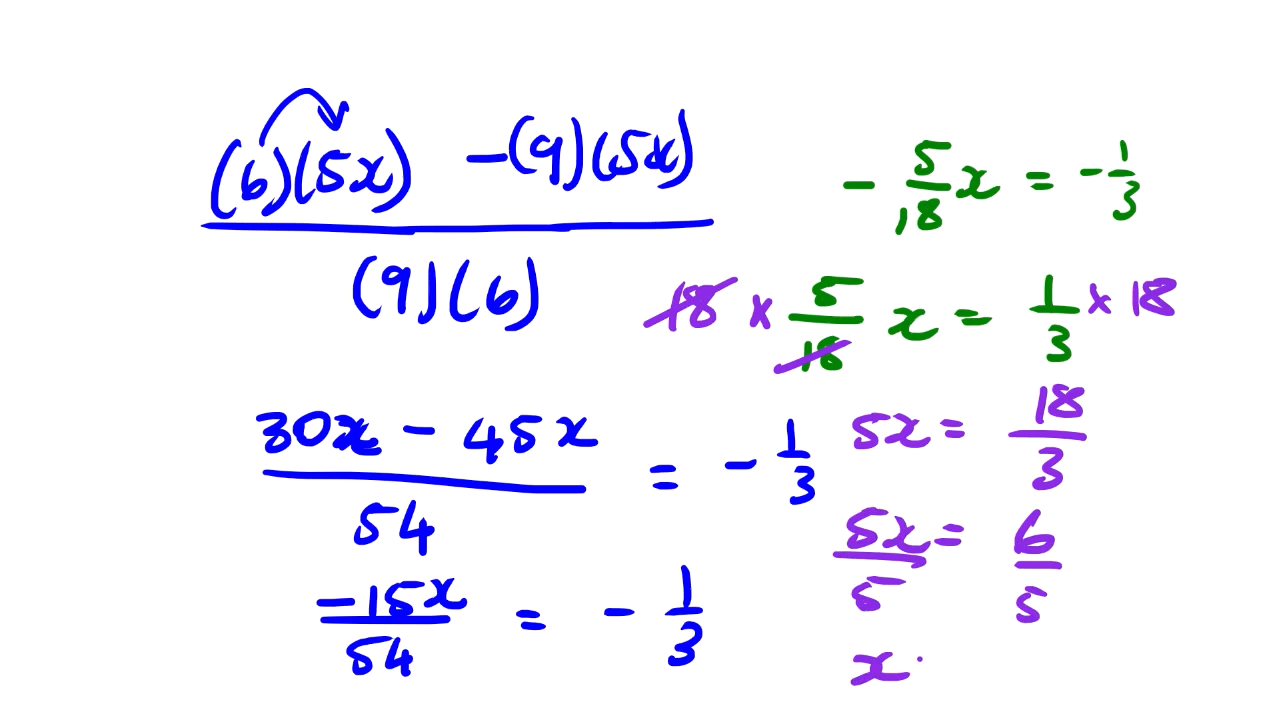 (6)(5x) -(9)(5x)
(9)(6)
30x - 45x
54
= - 1/3
-15x/54 = - 1/3
- 5/18 x = - 1/3
18 x 5/18 x = 1/3 x 18
5x = 18/3
5x/5 = 6/5
x